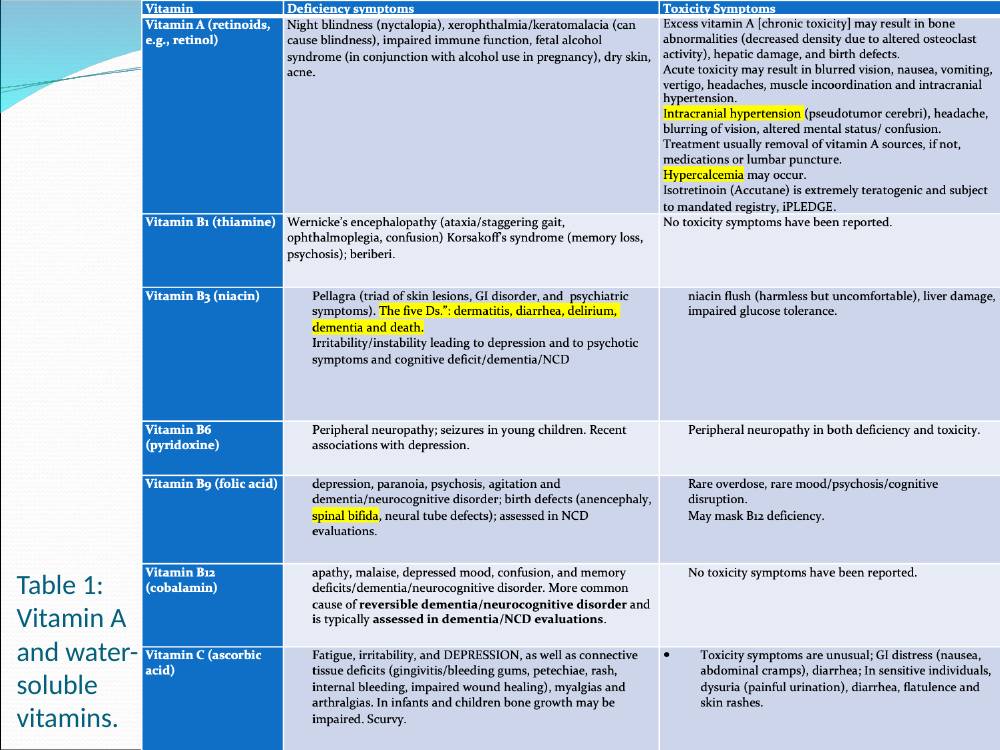 Vitamin
Deficiency symptoms
Toxicity Symptoms
Vitamin A (retinoids,
e.g., retinol)
Night blindness (nyctalopia), xerophthalmia/keratomalacia (can
cause blindness), impaired immune function, fetal alcohol
syndrome (in conjunction with alcohol use in pregnancy), dry skin,
acne.
Excess vitamin A [chronic toxicity] may result in bone
abnormalities (decreased density due to altered osteoclast
activity), hepatic damage, and birth defects.
Acute toxicity may result in blurred vision, nausea, vomiting,
vertigo, headaches, muscle incoordination and intracranial
hypertension.
Intracranial hypertension (pseudotumor cerebri), headache,
blurring of vision, altered mental status/ confusion.
Treatment usually removal of vitamin A sources, if not,
medications or lumbar puncture.
Hypercalcemia may occur.
Isotretinoin (Accutane) is extremely teratogenic and subject
to mandated registry, iPLEDGE.
Vitamin B1 (thiamine)
Wernicke's encephalopathy (ataxia/staggering gait,
ophthalmoplegia, confusion) Korsakoff's syndrome (memory loss,
psychosis); beriberi.
No toxicity symptoms have been reported.
Vitamin B3 (niacin)
Pellagra (triad of skin lesions, GI disorder, and psychiatric
symptoms). The five Ds.": dermatitis, diarrhea, delirium,
dementia and death.
Irritability/instability leading to depression and to psychotic
symptoms and cognitive deficit/dementia/NCD
niacin flush (harmless but uncomfortable), liver damage,
impaired glucose tolerance.
Vitamin B6
(pyridoxine)
Peripheral neuropathy; seizures in young children. Recent
associations with depression.
Peripheral neuropathy in both deficiency and toxicity.
Vitamin B9 (folic acid)
depression, paranoia, psychosis, agitation and
dementia/neurocognitive disorder; birth defects (anencephaly,
spinal bifida, neural tube defects); assessed in NCD
evaluations.
Rare overdose, rare mood/psychosis/cognitive
disruption.
May mask B12 deficiency.
Vitamin B12
(cobalamin)
apathy, malaise, depressed mood, confusion, and memory
deficits/dementia/neurocognitive disorder. More common
cause of reversible dementia/neurocognitive disorder and
is typically assessed in dementia/NCD evaluations.
No toxicity symptoms have been reported.
Vitamin C (ascorbic
acid)
Fatigue, irritability, and DEPRESSION, as well as connective
tissue deficits (gingivitis/bleeding gums, petechiae, rash,
internal bleeding, impaired wound healing), myalgias and
arthralgias. In infants and children bone growth may be
impaired. Scurvy.
• Toxicity symptoms are unusual; GI distress (nausea,
abdominal cramps), diarrhea; In sensitive individuals,
dysuria (painful urination), diarrhea, flatulence and
skin rashes.
Table 1:
Vitamin A
and water-
soluble
vitamins.